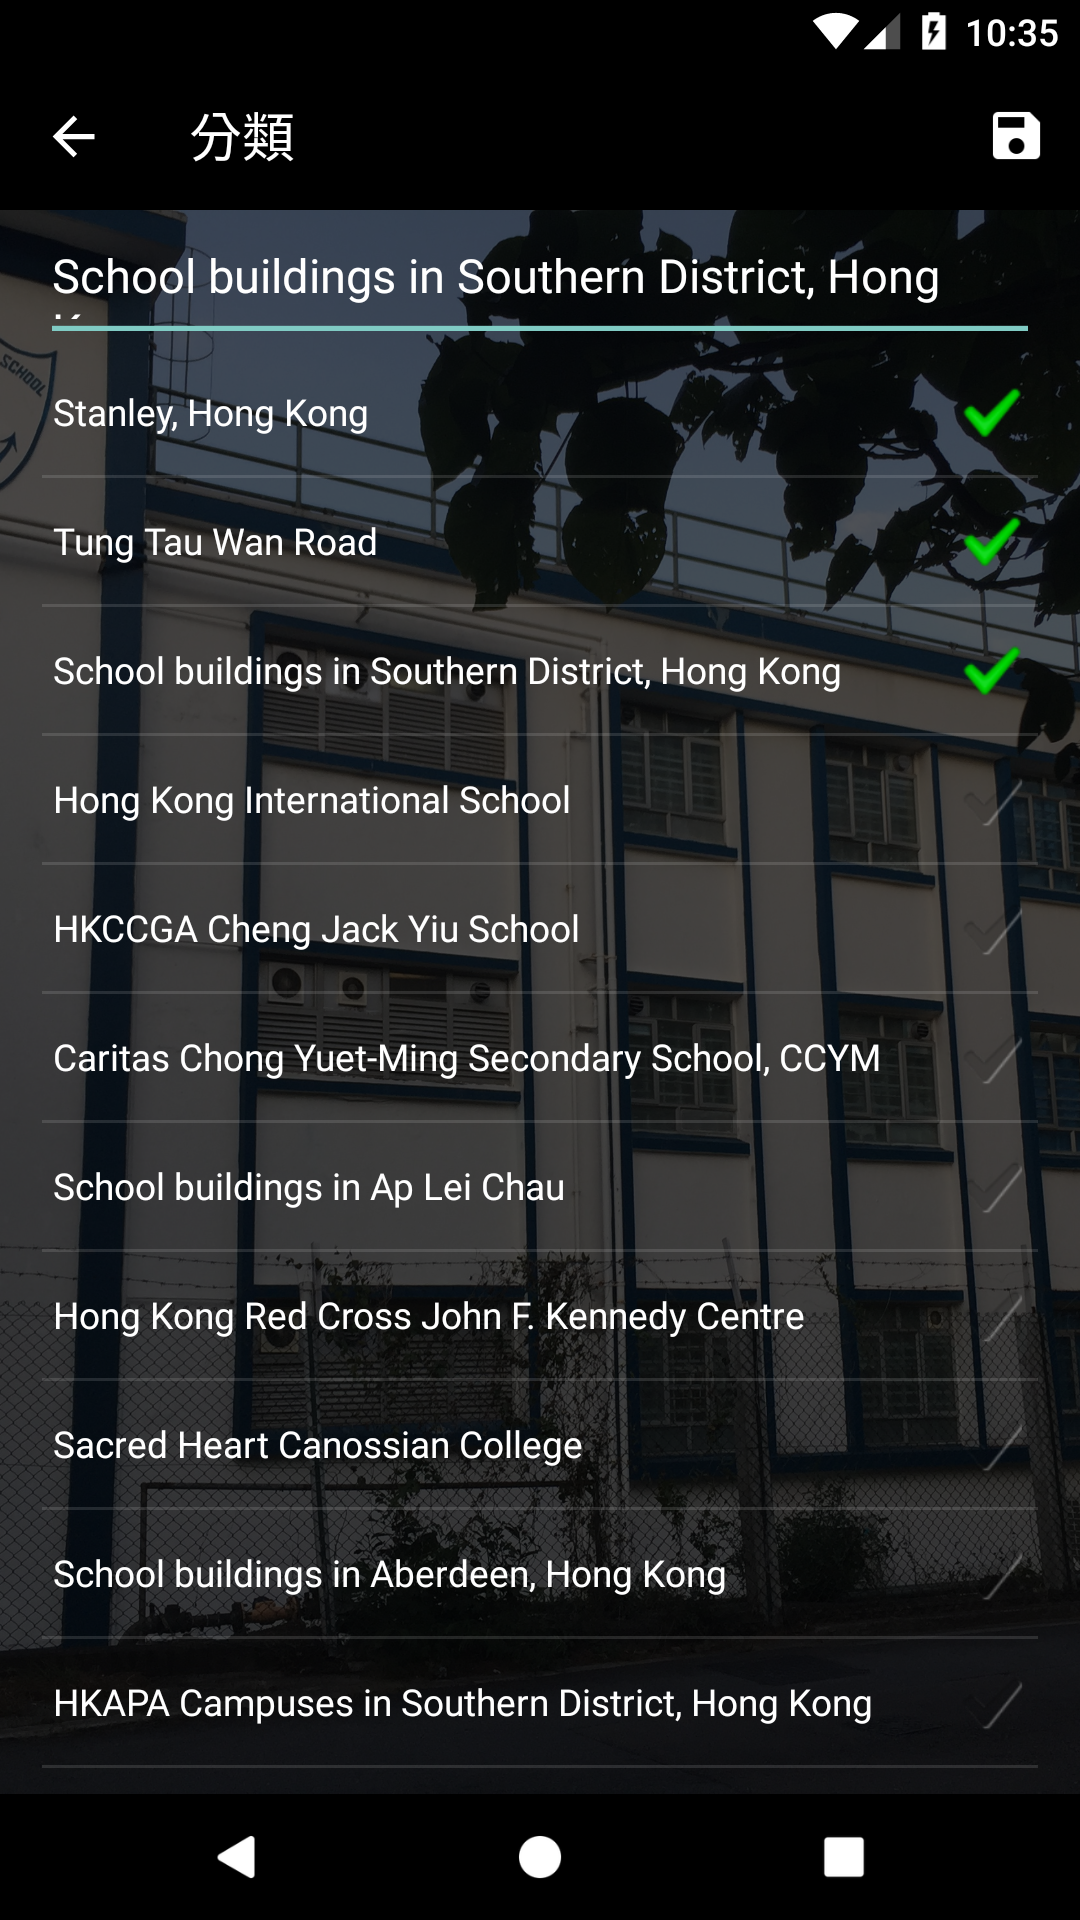 10:35
分類
School buildings in Southern District, Hong
Stanley, Hong Kong
Tung Tau Wan Road
School buildings in Southern District, Hong Kong
Hong Kong International School
HKCCGA Cheng Jack Yiu School
Caritas Chong Yuet-Ming Secondary School, CCYM
School buildings in Ap Lei Chau
Hong Kong Red Cross John F. Kennedy Centre
Sacred Heart Canossian College
School buildings in Aberdeen, Hong Kong
HKAPA Campuses in Southern District, Hong Kong
SCHOOL